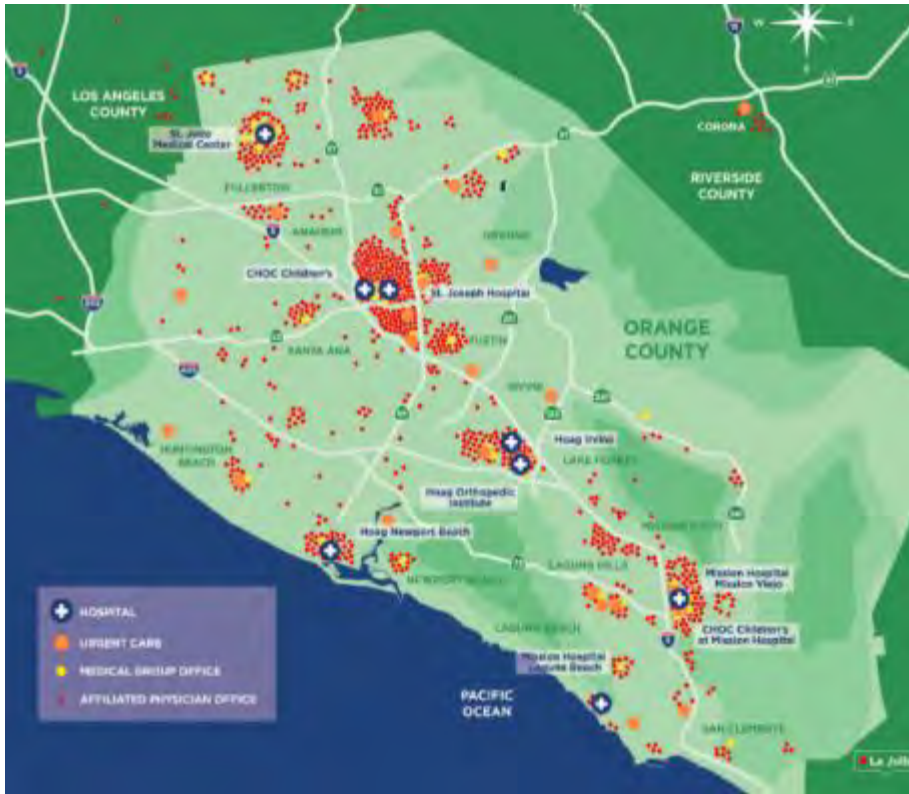 W
E
LOS ANGELES
COUNTY
St. Jude
Medical Center
CORONA
RIVERSIDE
COUNTY
FULLERTON
ANAHEIM
ORANGE
CHOC Children's
St. Joseph Hospital
ORANGE
COUNTY
SANTA ANA
TUSTIN
IRVINE
HUNTINGTON
BEACH
Hoag Irvine
LAKE FOREST
Hoag Orthopedic
Institute
Hoag Newport Beach
MISSION VIEJO
NEWPORT BEACH
LAGUNA HILLS
Mission Hospital
Mission Viejo
CHOC Children's
at Mission Hospital
LAGUNA BEACH
Mission Hospital
Laguna Beach
PACIFIC
OCEAN
SAN CLEMENTE
HOSPITAL
URGENT CARE
MEDICAL GROUP OFFICE
AFFILIATED PHYSICIAN OFFICE
5
405